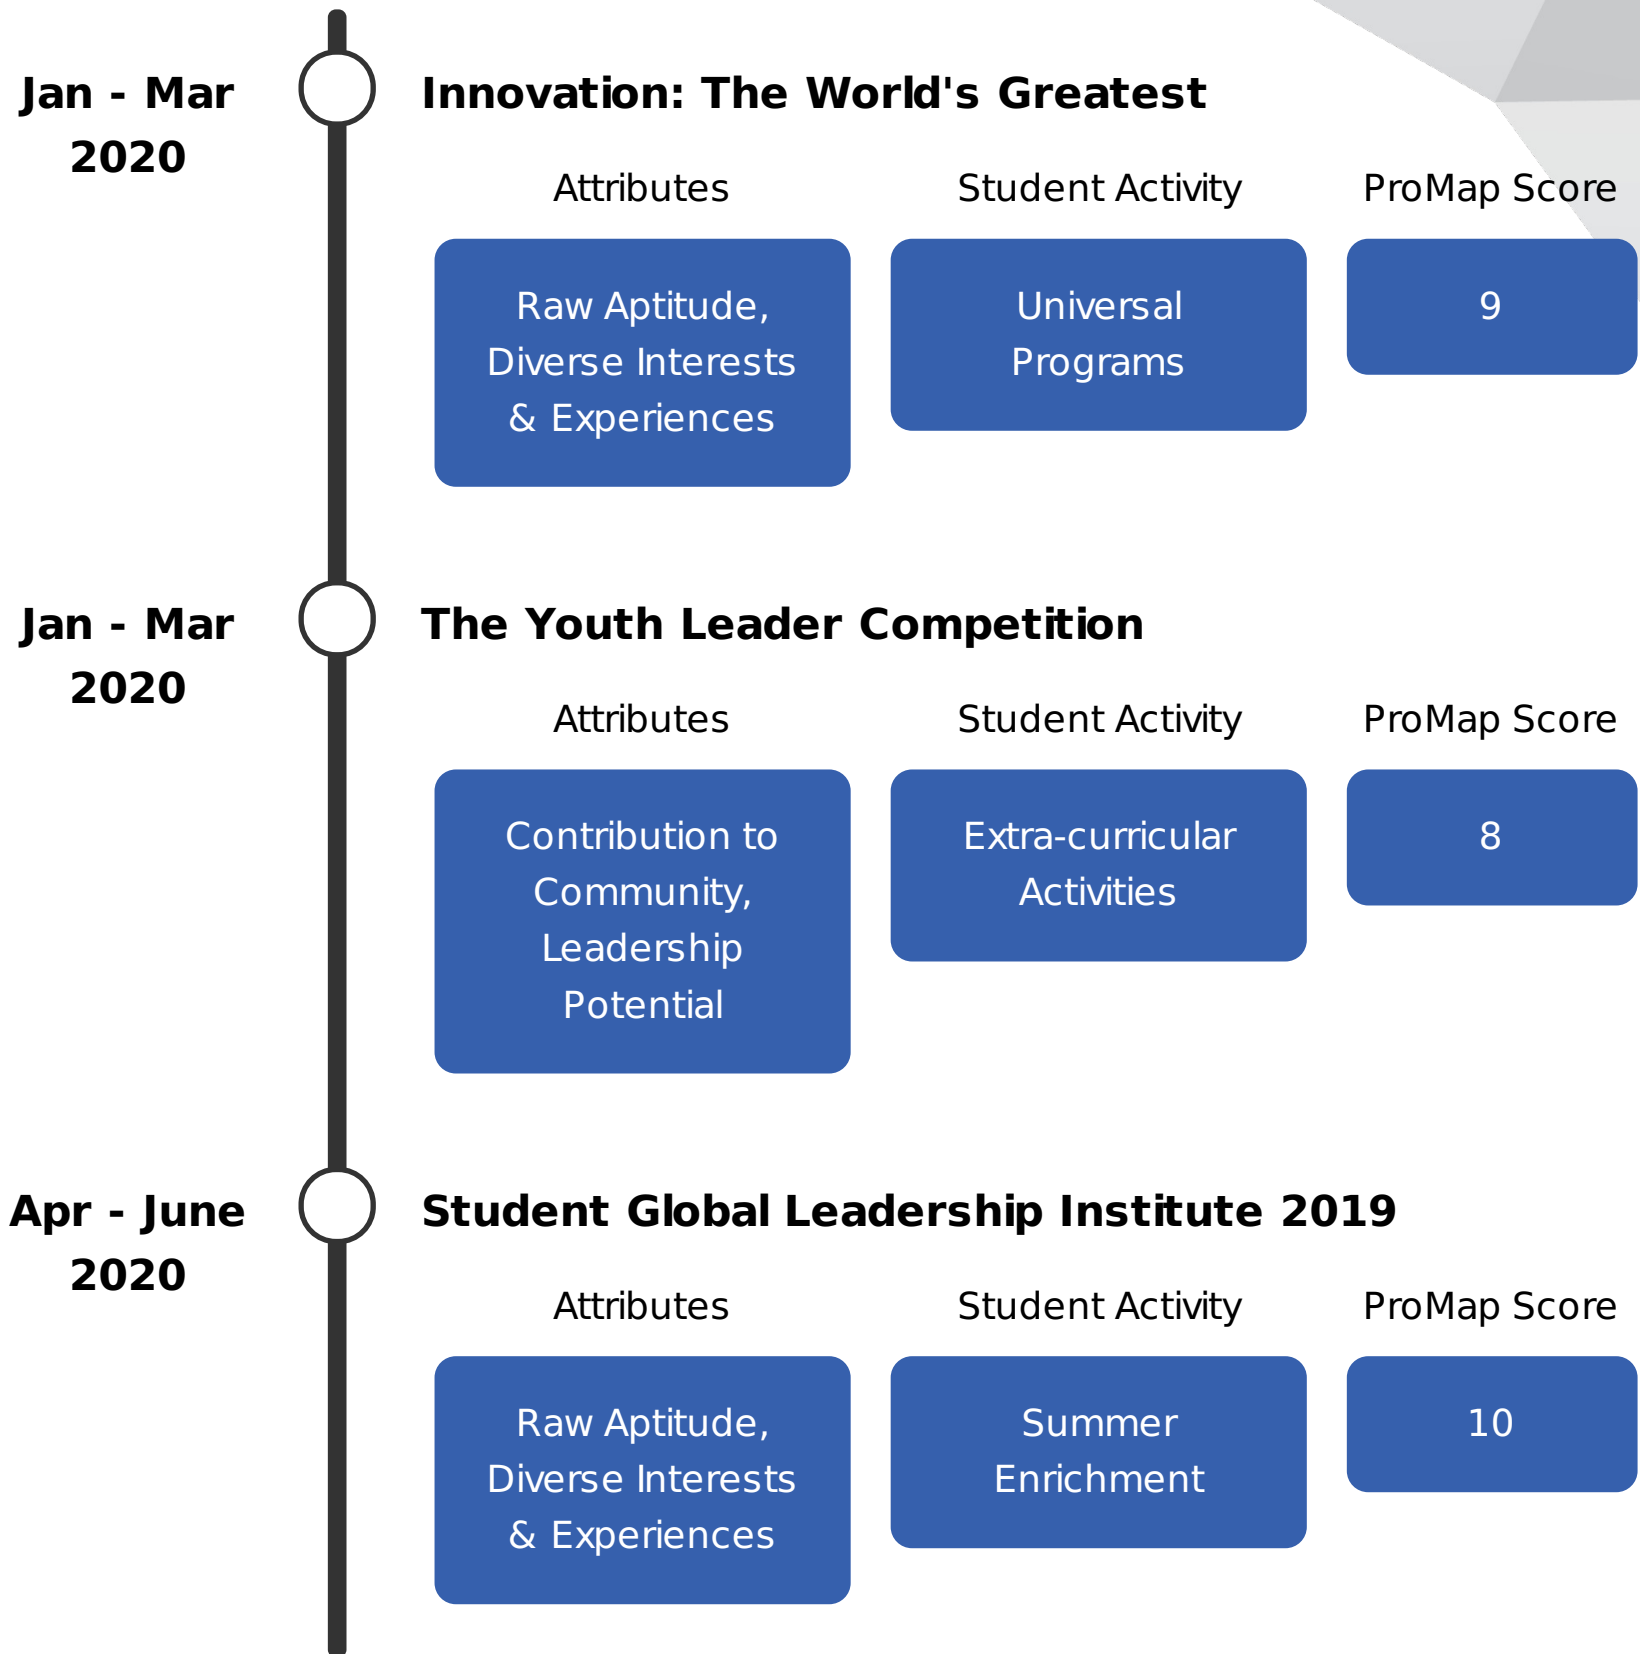 Jan - Mar
2020
Innovation: The World's Greatest
Attributes
Student Activity
ProMap Score
Raw Aptitude,
Diverse Interests
& Experiences
Universal
Programs
9
Jan - Mar
2020
The Youth Leader Competition
Attributes
Student Activity
ProMap Score
Contribution to
Community,
Leadership
Potential
Extra-curricular
Activities
8
Apr - June
2020
Student Global Leadership Institute 2019
Attributes
Student Activity
ProMap Score
Raw Aptitude,
Diverse Interests
& Experiences
Summer
Enrichment
10